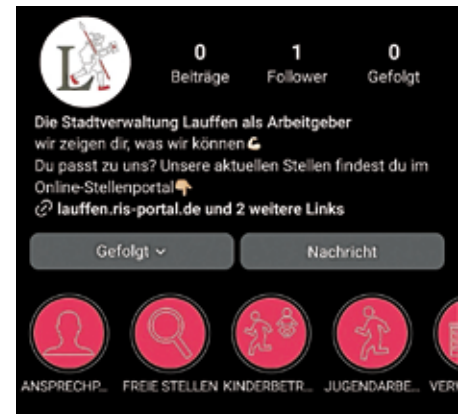 L
0 1 0
Beiträge Follower Gefolgt
Die Stadtverwaltung Lauffen als Arbeitgeber
wir zeigen dir, was wir können💪
Du passt zu uns? Unsere aktuellen Stellen findest du im
Online-Stellenportal👇
lauffen.ris-portal.de und 2 weitere Links
Gefolgt Nachricht
ANSPRECHP... FREIE STELLEN KINDERBETR... JUGENDARBE... VERW